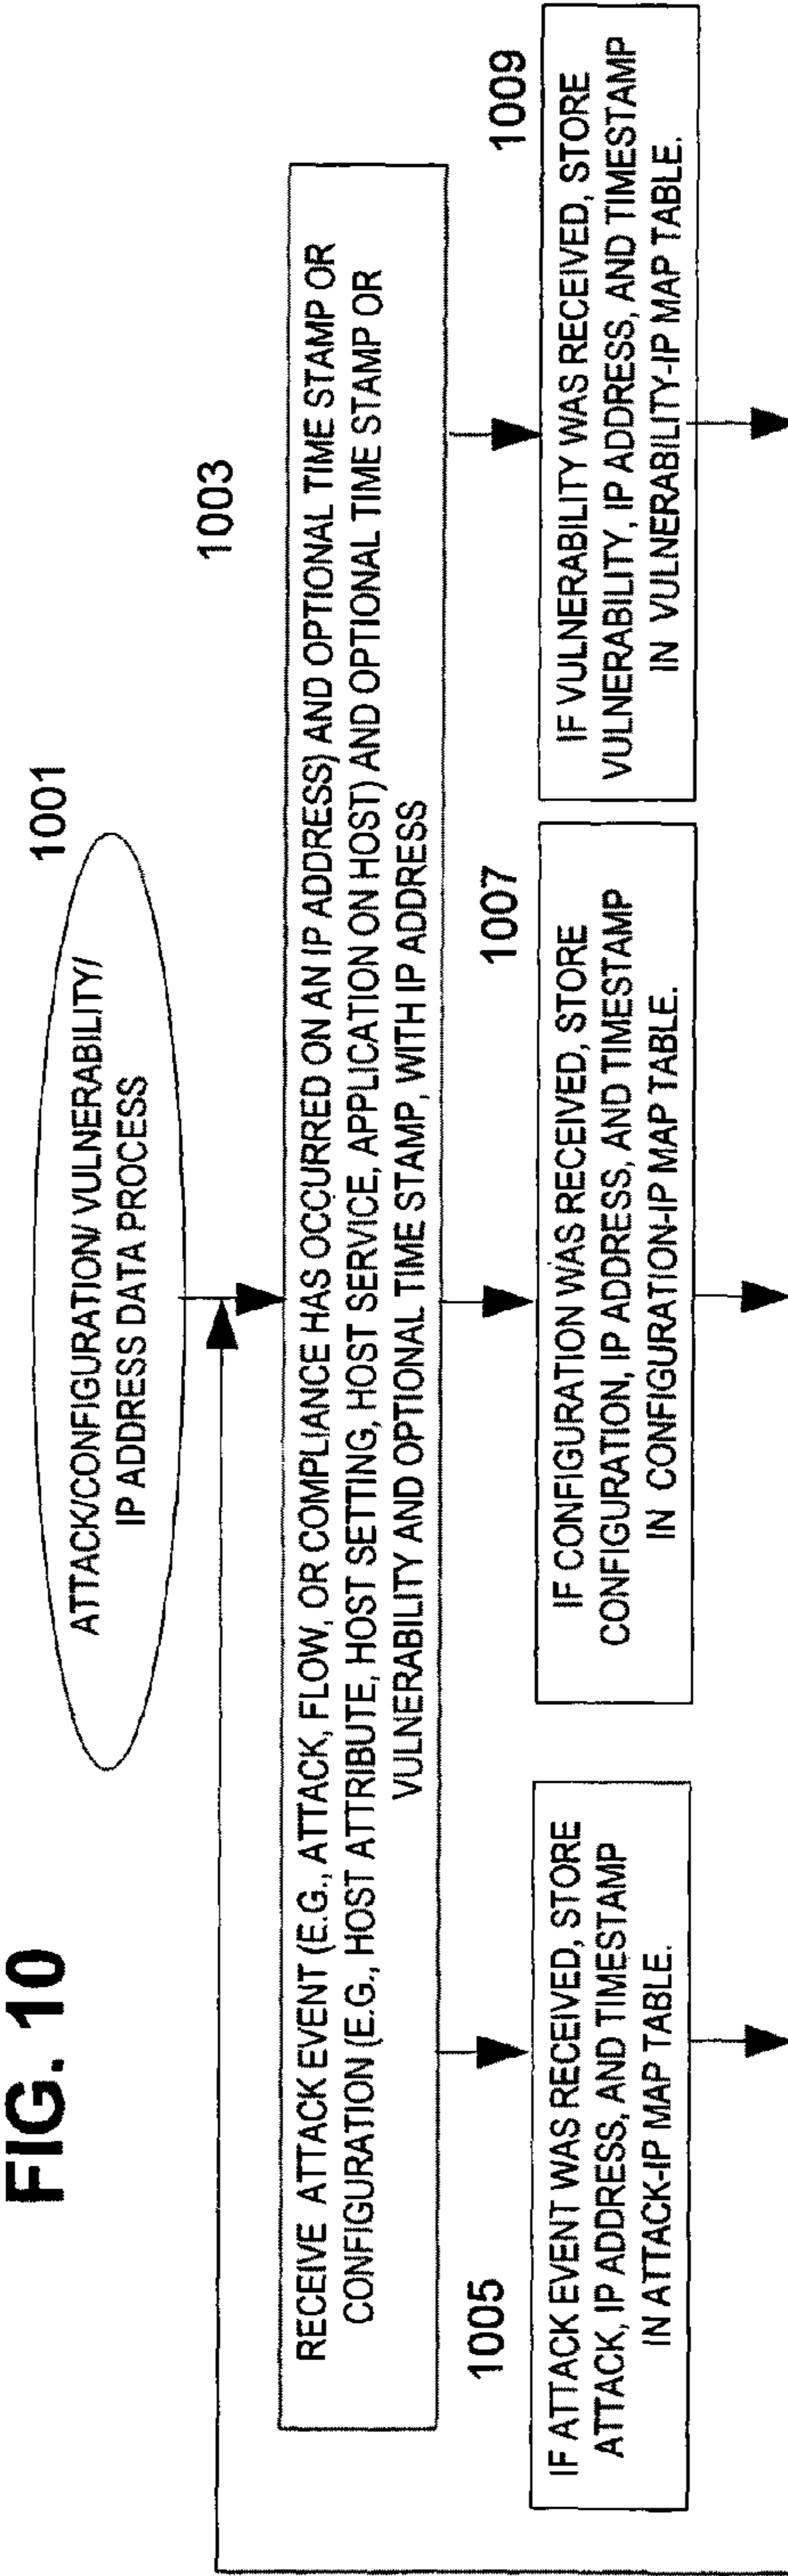 FIG. 10
1001
ATTACK/CONFIGURATION/ VULNERABILITY/
IP ADDRESS DATA PROCESS
1003
RECEIVE ATTACK EVENT (E.G., ATTACK, FLOW, OR COMPLIANCE HAS OCCURRED ON AN IP ADDRESS) AND OPTIONAL TIME STAMP OR
CONFIGURATION (E.G., HOST ATTRIBUTE, HOST SETTING, HOST SERVICE, APPLICATION ON HOST) AND OPTIONAL TIME STAMP OR
VULNERABILITY AND OPTIONAL TIME STAMP, WITH IP ADDRESS
1005
IF ATTACK EVENT WAS RECEIVED, STORE
ATTACK, IP ADDRESS, AND TIMESTAMP
IN ATTACK-IP MAP TABLE.
1007
IF CONFIGURATION WAS RECEIVED, STORE
CONFIGURATION, IP ADDRESS, AND TIMESTAMP
IN CONFIGURATION-IP MAP TABLE.
1009
IF VULNERABILITY WAS RECEIVED, STORE
VULNERABILITY, IP ADDRESS, AND TIMESTAMP
IN VULNERABILITY-IP MAP TABLE.